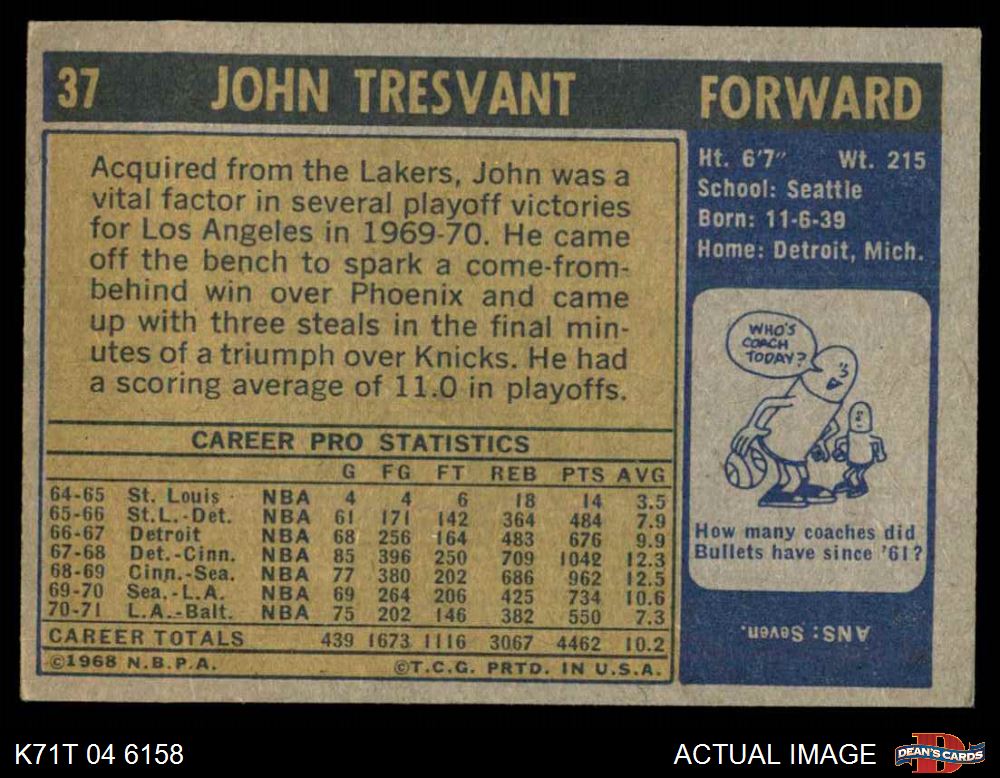 37 JOHN TRESVANT FORWARD
Acquired from the Lakers, John was a
vital factor in several playoff victories
for Los Angeles in 1969-70. He came
off the bench to spark a come-from-
behind win over Phoenix and came
up with three steals in the final min-
utes of a triumph over Knicks. He had
a scoring average of 11.0 in playoffs.
Ht. 6'7" Wt. 215
School: Seattle
Born: 11-6-39
Home: Detroit, Mich.
WHO'S
COACH
TODAY?
How many coaches did
Bullets have since '61?
ANS: Seven.
CAREER PRO STATISTICS
G FG FT REB PTS AVG
64-65 St. Louis NBA 4 4 6 18 14 3.5
65-66 St.L.-Det. NBA 61 171 142 364 484 7.9
66-67 Detroit NBA 68 256 164 483 676 9.9
67-68 Det.-Cinn. NBA 85 396 250 709 1042 12.3
68-69 Cinn.-Sea. NBA 77 380 202 686 962 12.5
69-70 Sea.-L.A. NBA 69 264 206 425 734 10.6
70-71 L.A.-Balt. NBA 75 202 146 382 550 7.3
CAREER TOTALS 439 1673 1116 3067 4462 10.2
©1968 N.B.P.A. ©T.C.G. PRTD. IN U.S.A.
K71T 04 6158 ACTUAL IMAGE DEAN'S CARDS